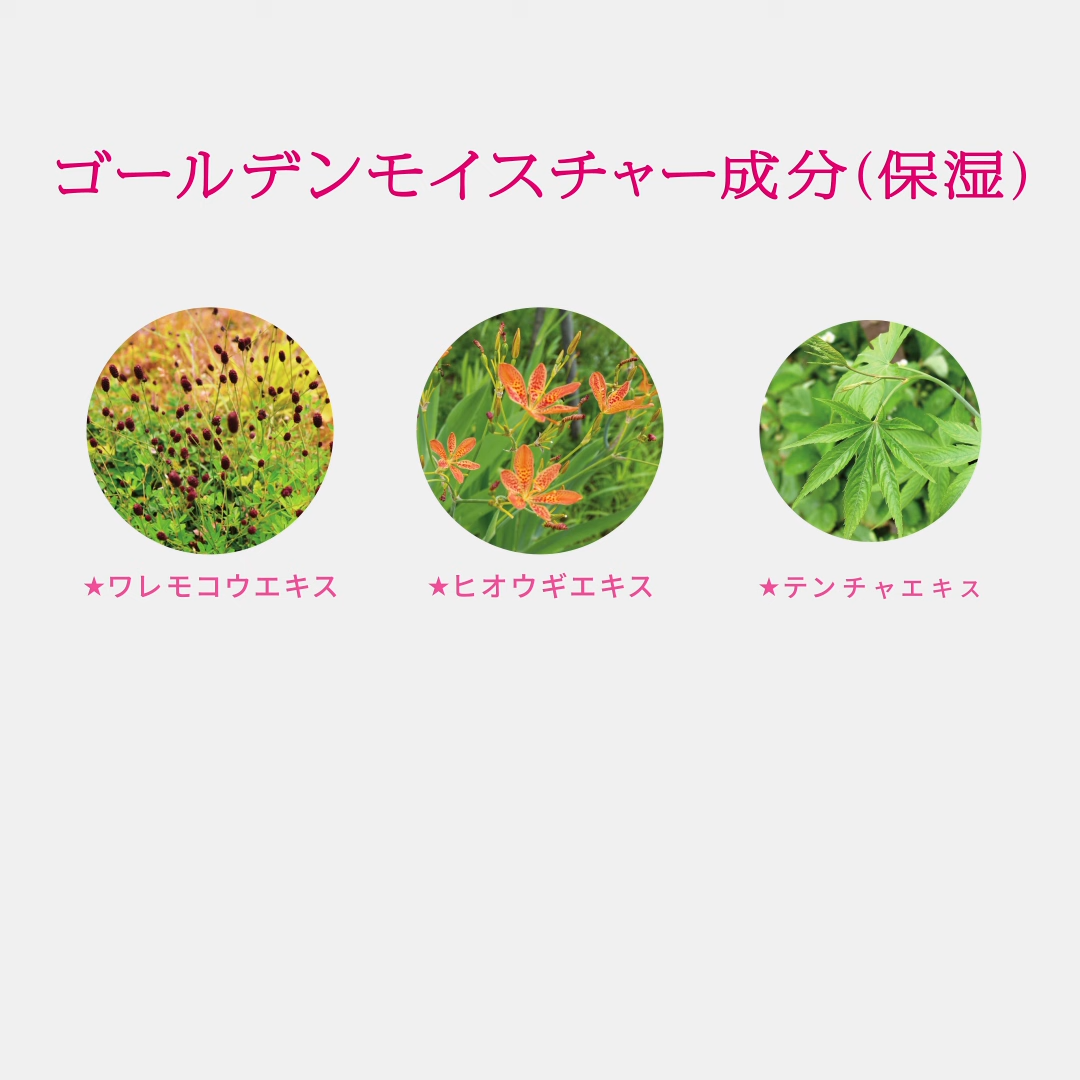 ゴールデンモイスチャー成分(保湿)
★ワレモコウエキス
★ヒオウギエキス
★テンチャエキス